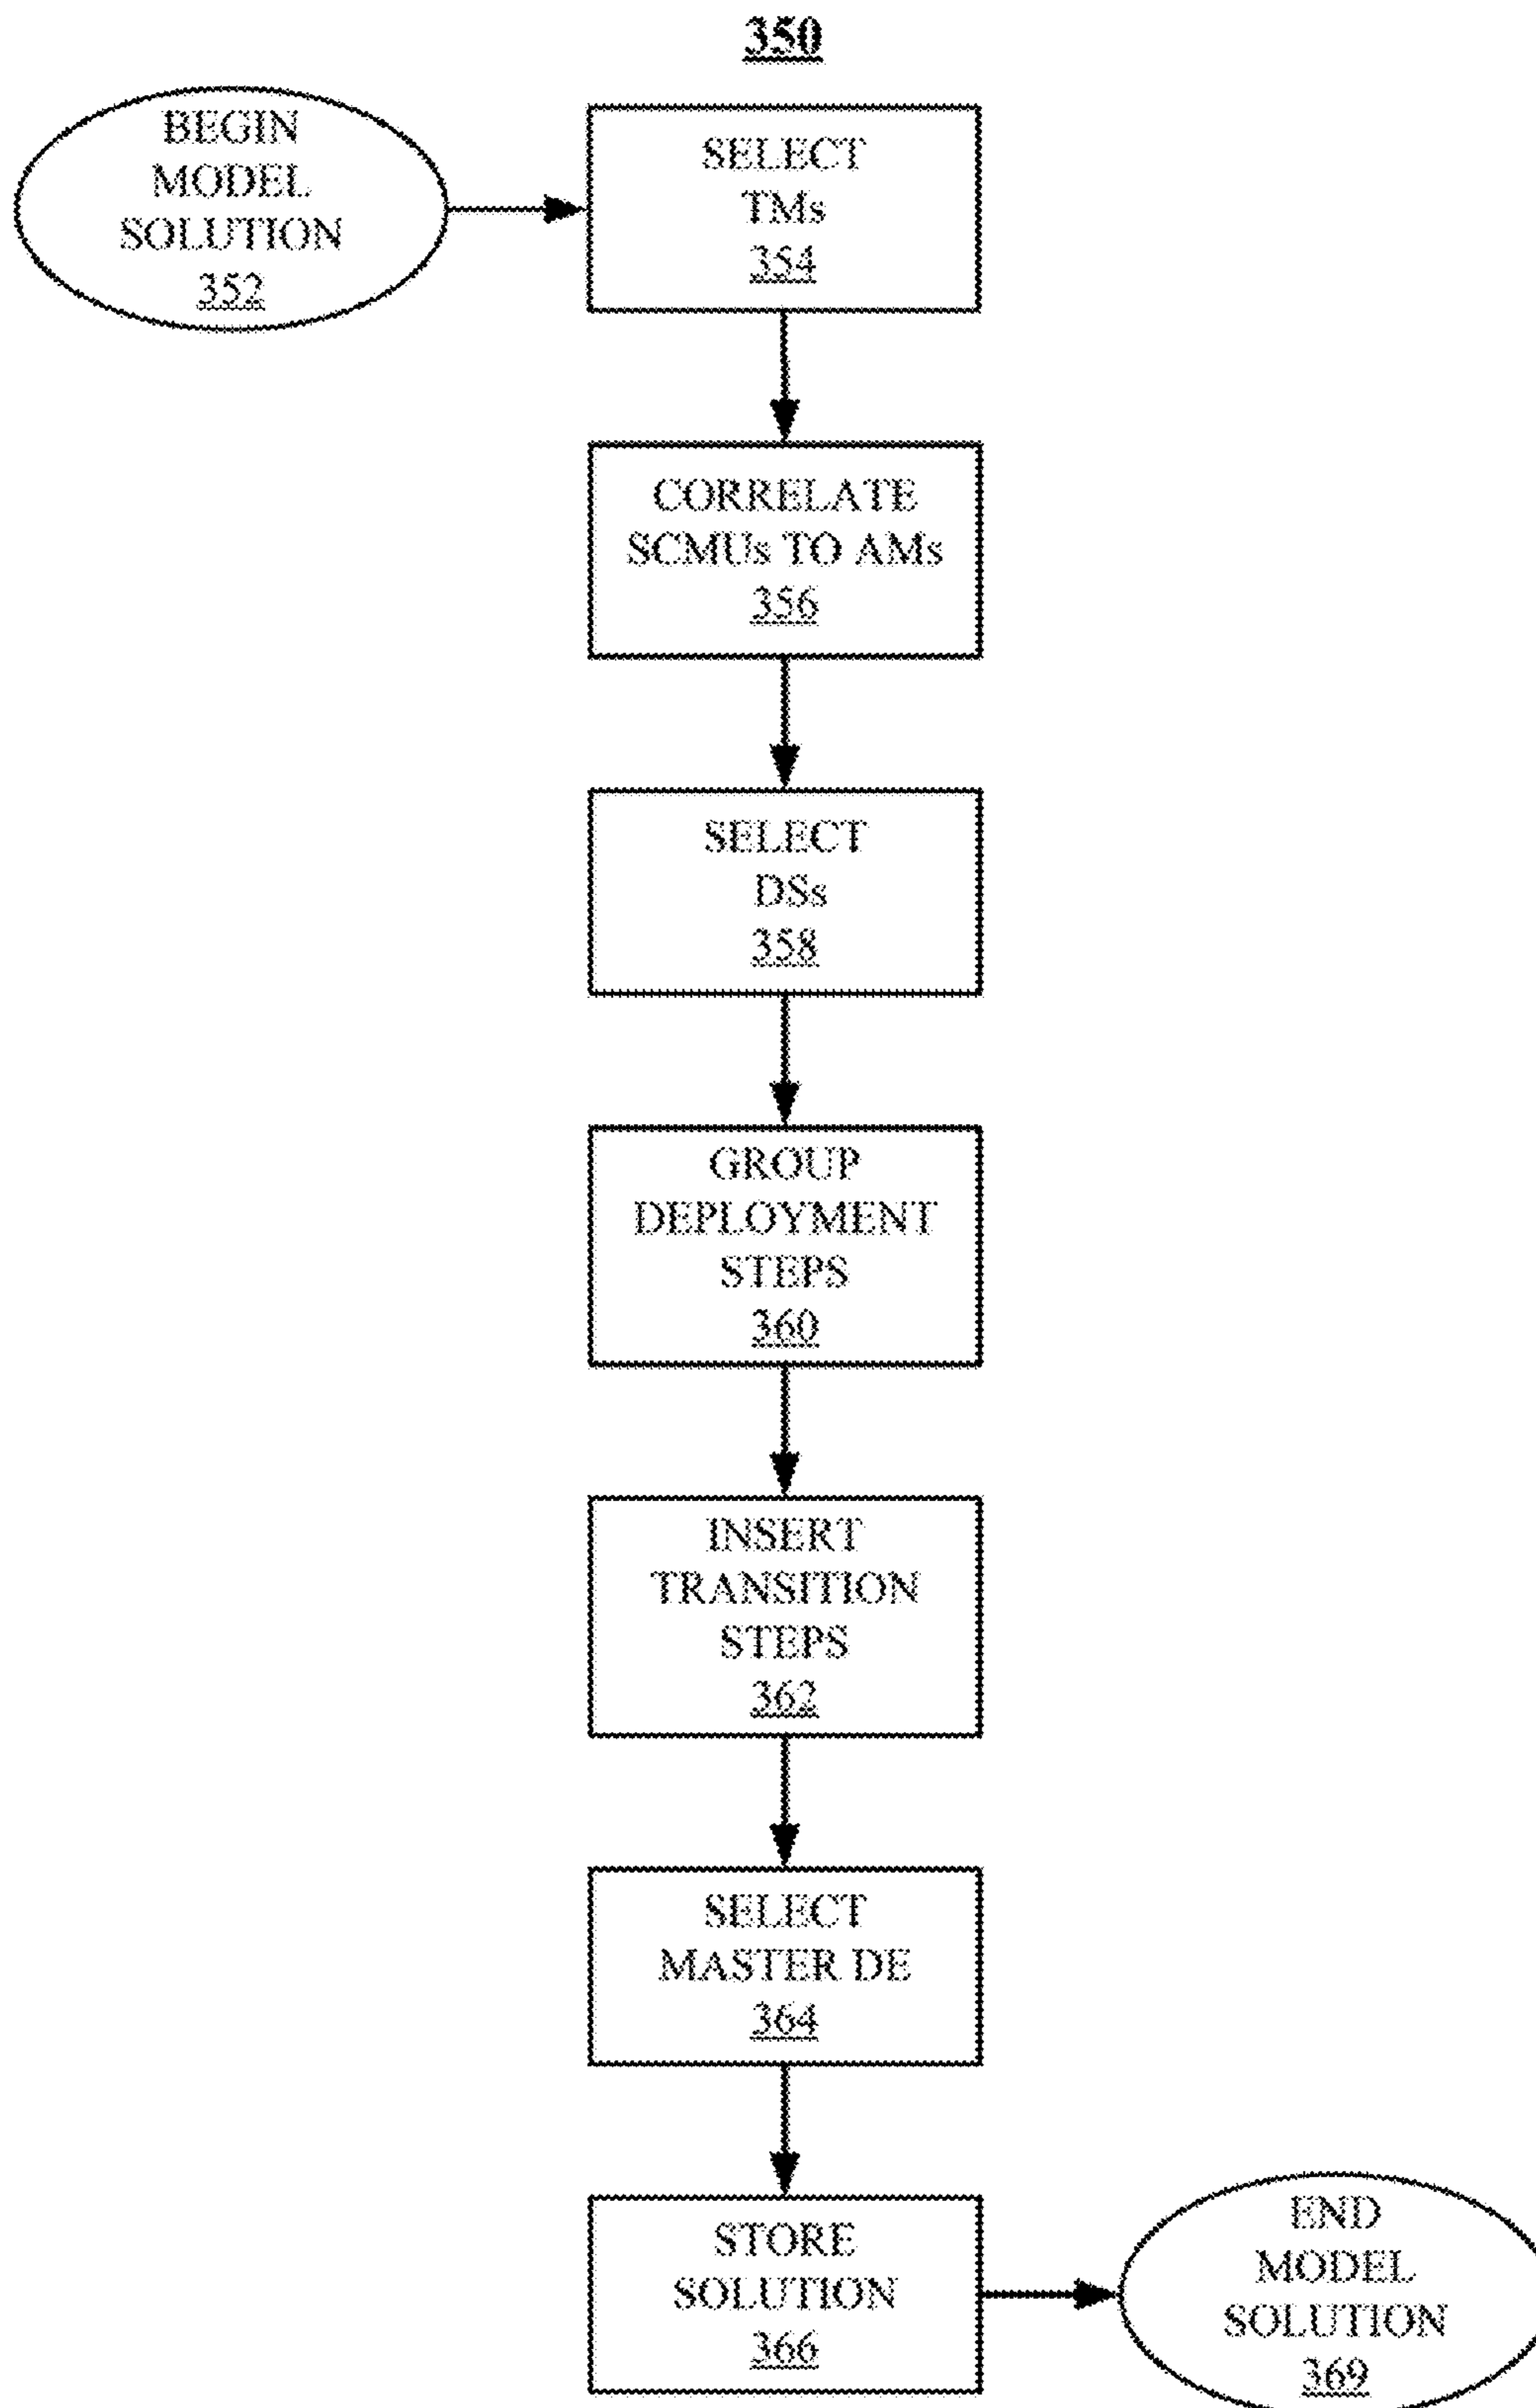 350
BEGIN
MODEL
SOLUTION
352
SELECT
TMs
354
CORRELATE
SCMUs TO AMs
356
SELECT
DSs
358
GROUP
DEPLOYMENT
STEPS
360
INSERT
TRANSITION
STEPS
362
SELECT
MASTER DE
364
STORE
SOLUTION
366
END
MODEL
SOLUTION
369